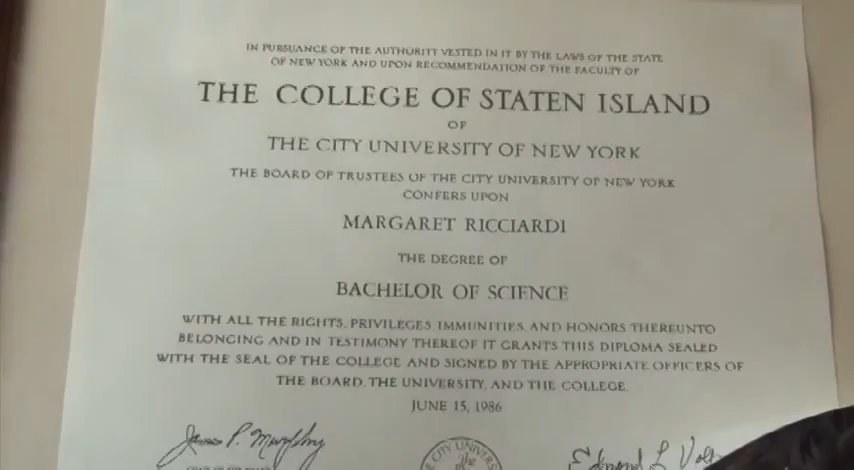 IN PURSUANCE OF THE AUTHORITY VESTED IN IT BY THE LAWS OF THE STATE
OF NEW YORK AND UPON RECOMMENDATION OF THE FACULTY OF
THE COLLEGE OF STATEN ISLAND
OF
THE CITY UNIVERSITY OF NEW YORK
THE BOARD OF TRUSTEES OF THE CITY UNIVERSITY OF NEW YORK
CONFERS UPON
MARGARET RICCIARDI
THE DEGREE OF
BACHELOR OF SCIENCE
WITH ALL THE RIGHTS, PRIVILEGES, IMMUNITIES, AND HONORS THEREUNTO
BELONGING AND IN TESTIMONY THEREOF IT GRANTS THIS DIPLOMA SEALED
WITH THE SEAL OF THE COLLEGE AND SIGNED BY THE APPROPRIATE OFFICERS OF
THE BOARD, THE UNIVERSITY, AND THE COLLEGE.
JUNE 15, 1986
James P. Murphy
THE CITY
Edmond L